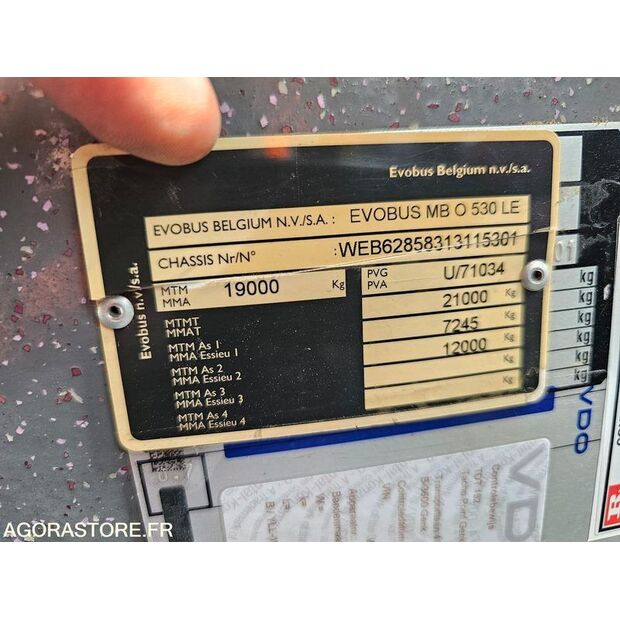 Evobus Belgium n.v./s.a.
EVOBUS BELGIUM N.V./S.A. : EVOBUS MB O 530 LE
CHASSIS Nr/N° : WEB62858313115301
MTM
MMA 19000 Kg
PVG
PVA U/71034
MTMT
MMAT 21000 Kg
MTM As 1
MMA Essieu 1 7245 Kg
MTM As 2
MMA Essieu 2 12000 Kg
MTM As 3
MMA Essieu 3 Kg
MTM As 4
MMA Essieu 4 Kg
Evobus n.v./s.a.
01
kg
kg
kg
kg
kg
VDO
VD
AGORASTORE.FR